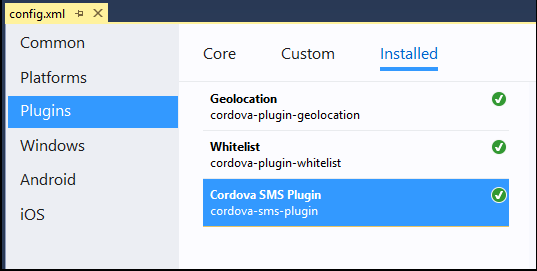 config.xml
Common
Platforms
Plugins
Windows
Android
iOS
Core Custom Installed
Geolocation
cordova-plugin-geolocation
Whitelist
cordova-plugin-whitelist
Cordova SMS Plugin
cordova-sms-plugin